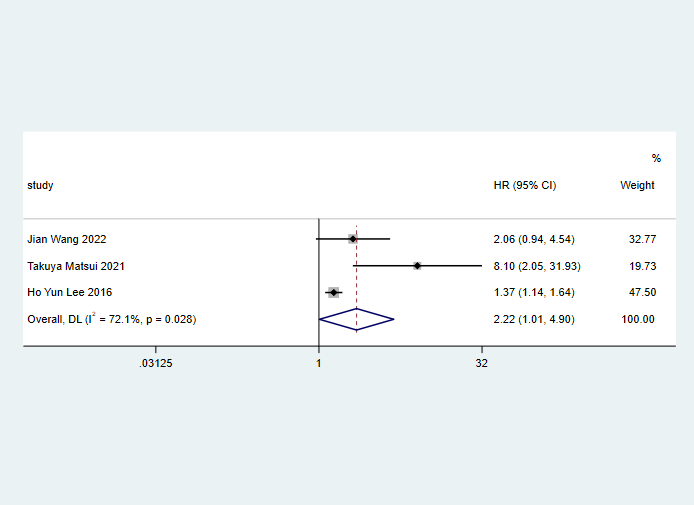 %
study HR (95% CI) Weight
Jian Wang 2022 2.06 (0.94, 4.54) 32.77
Takuya Matsui 2021 8.10 (2.05, 31.93) 19.73
Ho Yun Lee 2016 1.37 (1.14, 1.64) 47.50
Overall, DL (I² = 72.1%, p = 0.028) 2.22 (1.01, 4.90) 100.00
.03125 1 32